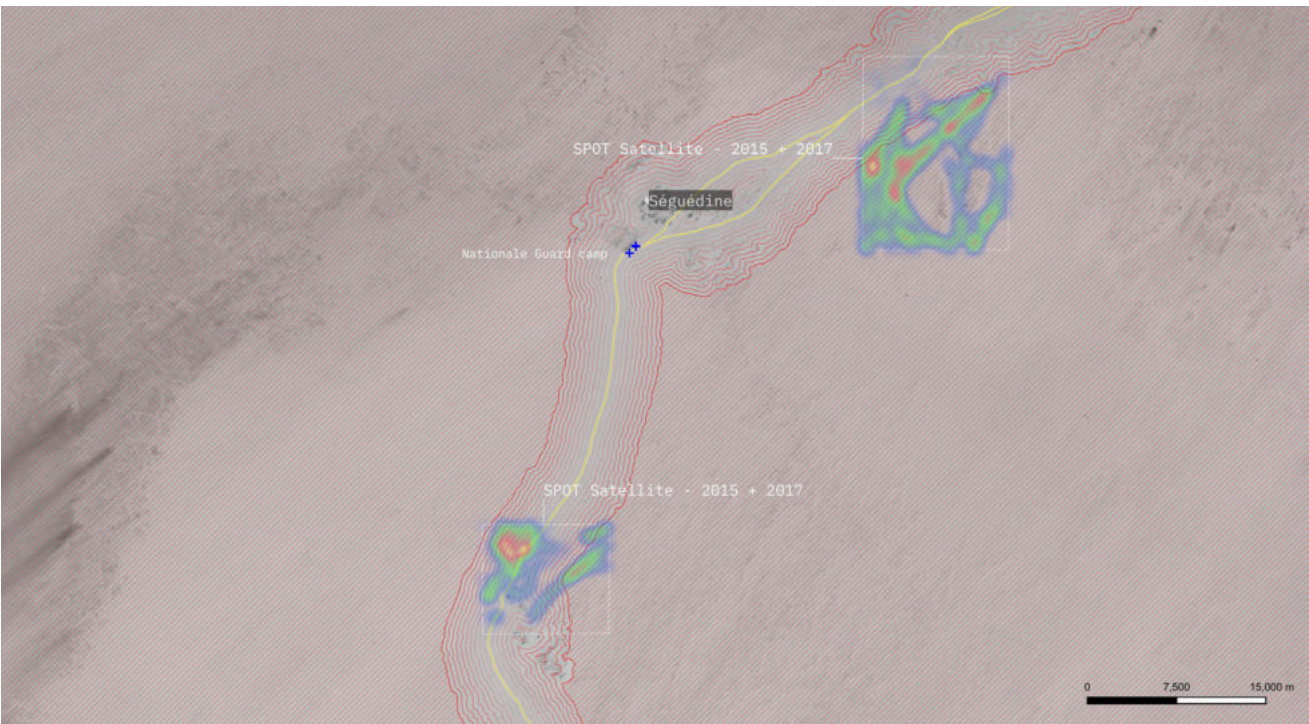 SPOT Satellite - 2015 + 2017
Séguédine
Nationale Guard camp
SPOT Satellite - 2015 + 2017
0 7,500 15,000 m